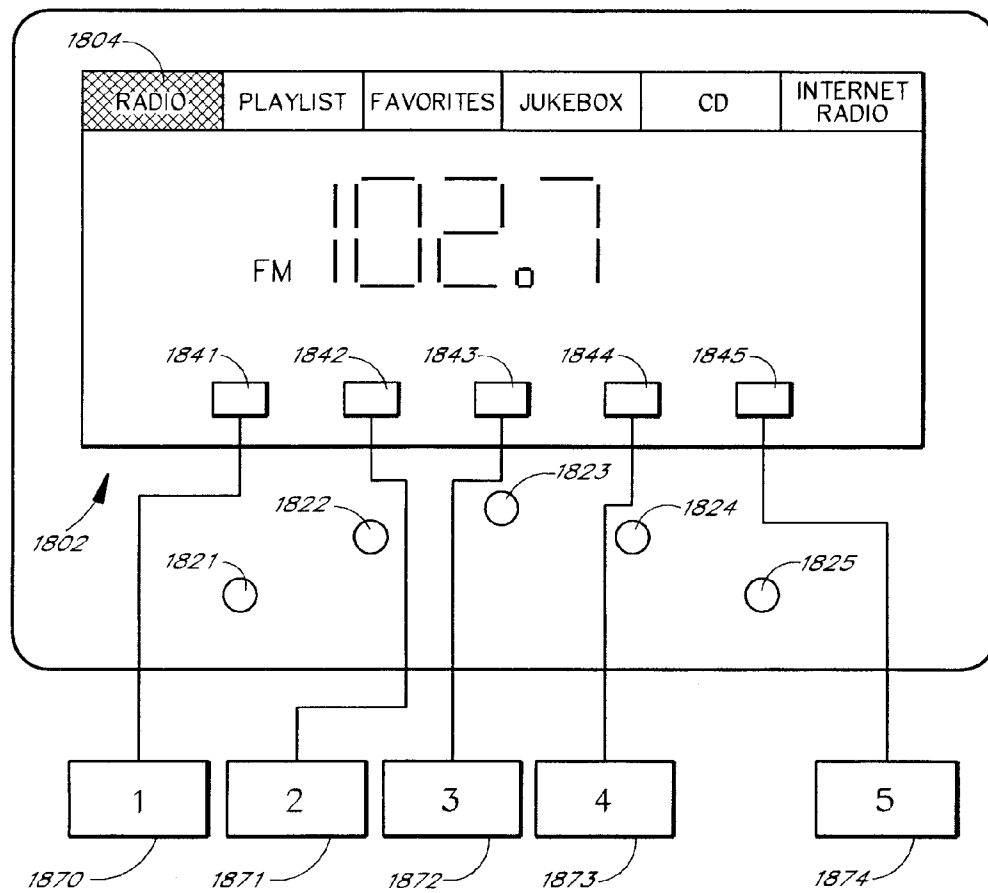 1804
RADIO PLAYLIST FAVORITES JUKEBOX CD INTERNET RADIO
FM 102.7
1841 1842 1843 1844 1845
1823
1822 1824
1802
1821 1825
1 2 3 4 5
1870 1871 1872 1873 1874